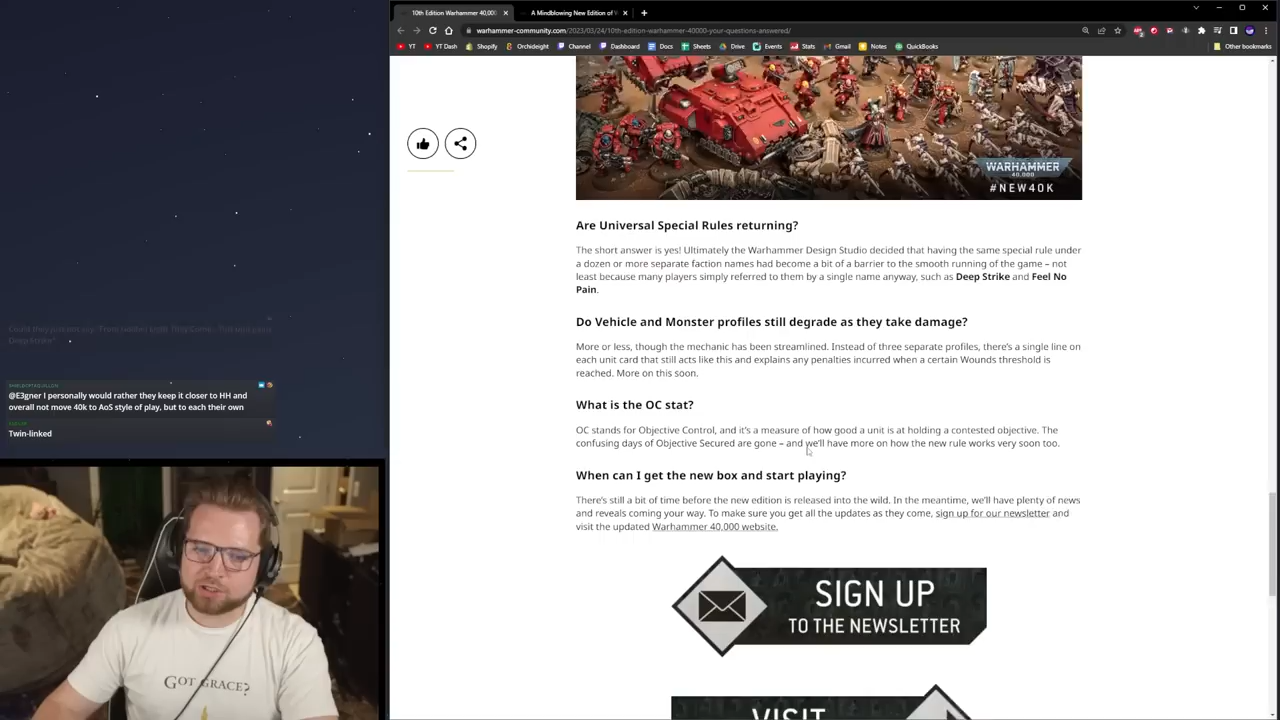 10th Edition Warhammer 40,000
A Mindblowing New Edition of
warhammer-community.com/2023/03/24/10th-edition-warhammer-40000-your-questions-answered/
YT
YT Dash
Shopify
Orchideight
Channel
Dashboard
Docs
Sheets
Drive
Events
Stats
Gmail
Notes
QuickBooks
Other bookmarks
WARHAMMER
40,000
#NEW40K
Are Universal Special Rules returning?
The short answer is yes! Ultimately the Warhammer Design Studio decided that having the same special rule under
a dozen or more separate faction names had become a bit of a barrier to the smooth running of the game – not
least because many players simply referred to them by a single name anyway, such as Deep Strike and Feel No
Pain.
Do Vehicle and Monster profiles still degrade as they take damage?
More or less, though the mechanic has been streamlined. Instead of three separate profiles, there's a single line on
each unit card that still acts like this and explains any penalties incurred when a certain Wounds threshold is
reached. More on this soon.
What is the OC stat?
OC stands for Objective Control, and it's a measure of how good a unit is at holding a contested objective. The
confusing days of Objective Secured are gone – and we'll have more on how the new rule works very soon too.
When can I get the new box and start playing?
There's still a bit of time before the new edition is released into the wild. In the meantime, we'll have plenty of news
and reveals coming your way. To make sure you get all the updates as they come, sign up for our newsletter and
visit the updated Warhammer 40,000 website.
SIGN UP
TO THE NEWSLETTER
VISIT
Deep Strike"
@E3gner I personally would rather they keep it closer to HH and
overall not move 40k to AoS style of play, but to each their own
Twin-linked
GOT GRACE?